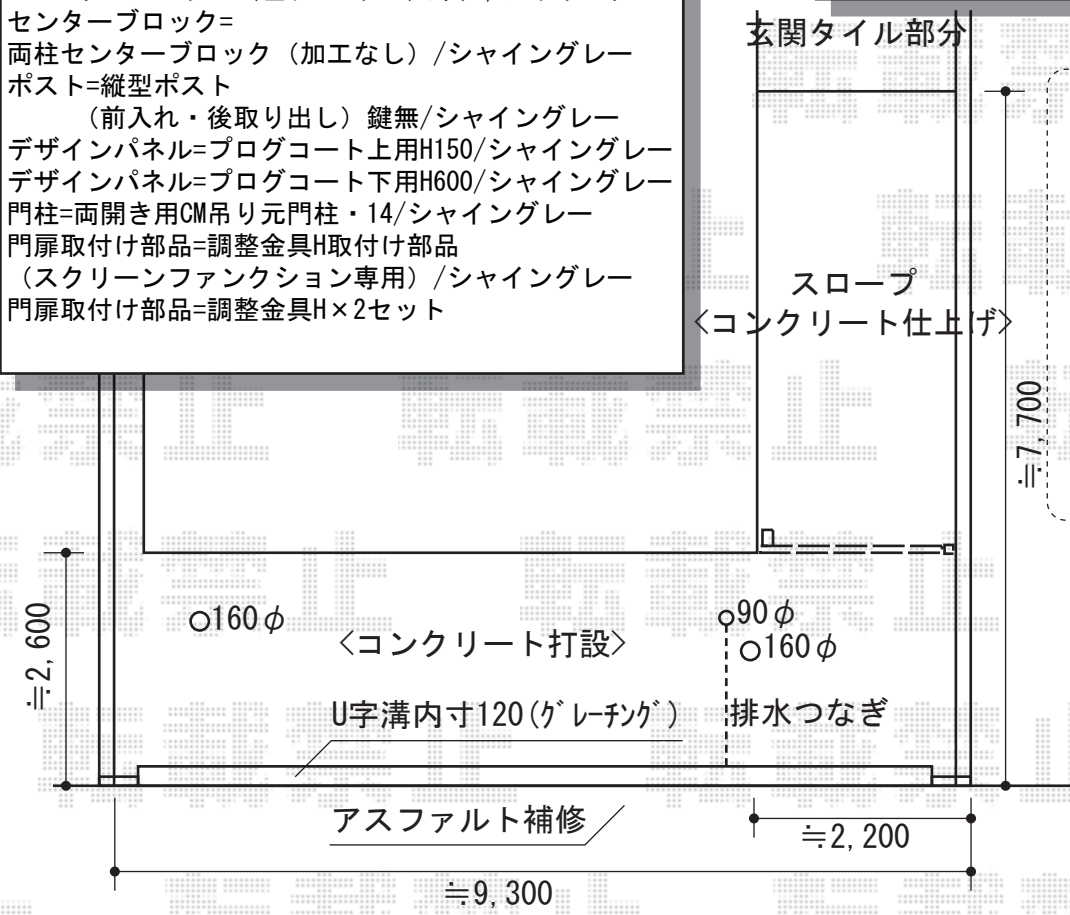 センターブロック=
両柱センターブロック（加工なし）/シャイングレー
ポスト=縦型ポスト
（前入れ・後取り出し）鍵無/シャイングレー
デザインパネル=プログコート上用H150/シャイングレー
デザインパネル=プログコート下用H600/シャイングレー
門柱=両開き用CM吊り元門柱・14/シャイングレー
門扉取付け部品=調整金具H取付け部品
（スクリーンファンクション専用）/シャイングレー
門扉取付け部品=調整金具H×2セット
玄関タイル部分
スロープ
〈コンクリート仕上げ〉
≒7,700
≒2,600
160φ
〈コンクリート打設〉
90φ
160φ
U字溝内寸120(ｸﾞﾚｰﾁﾝｸﾞ)
排水つなぎ
アスファルト補修
≒2,200
≒9,300
転載禁止